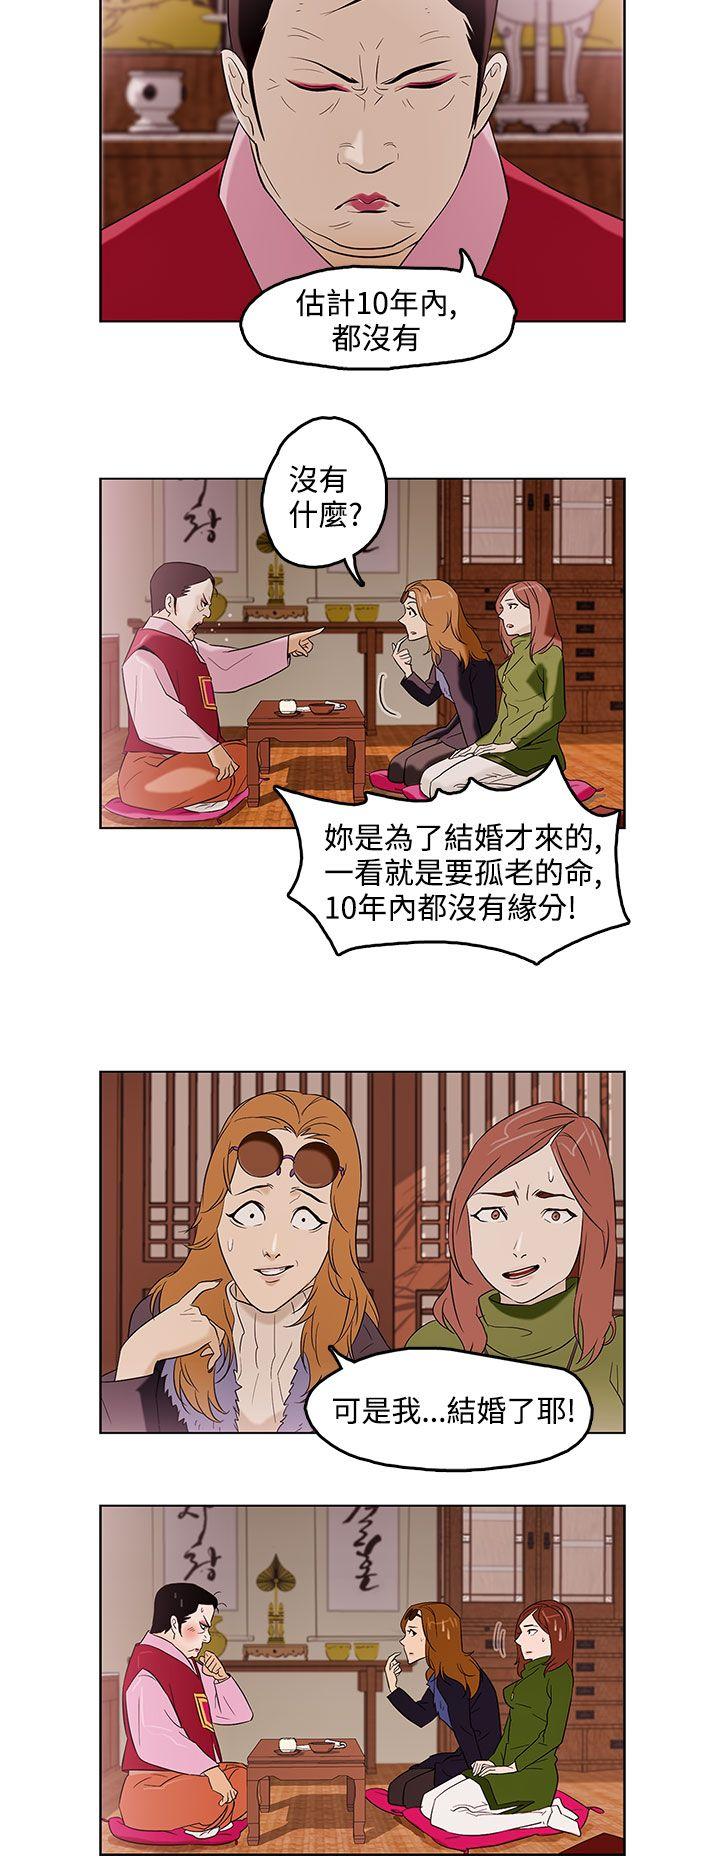 估計10年內,
都沒有
沒有
什麼?
妳是為了結婚才來的,
一看就是要孤老的命,
10年內都沒有緣分!
可是我...結婚了耶!